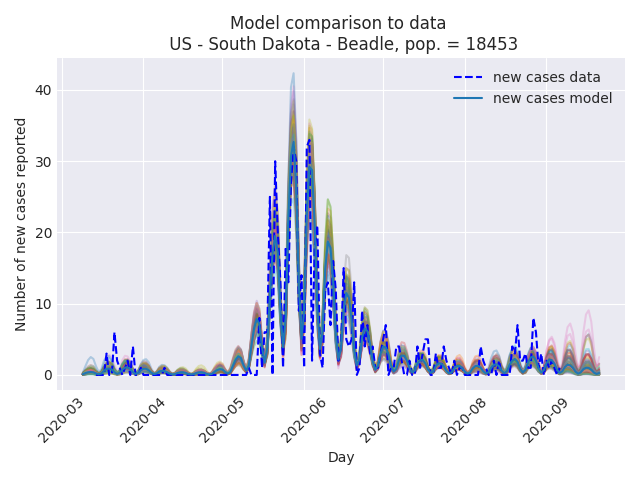 Model comparison to data
US - South Dakota - Beadle, pop. = 18453
new cases data
new cases model
Number of new cases reported
40
30
20
10
0
2020-03
2020-04
2020-05
2020-06
2020-07
2020-08
2020-09
Day